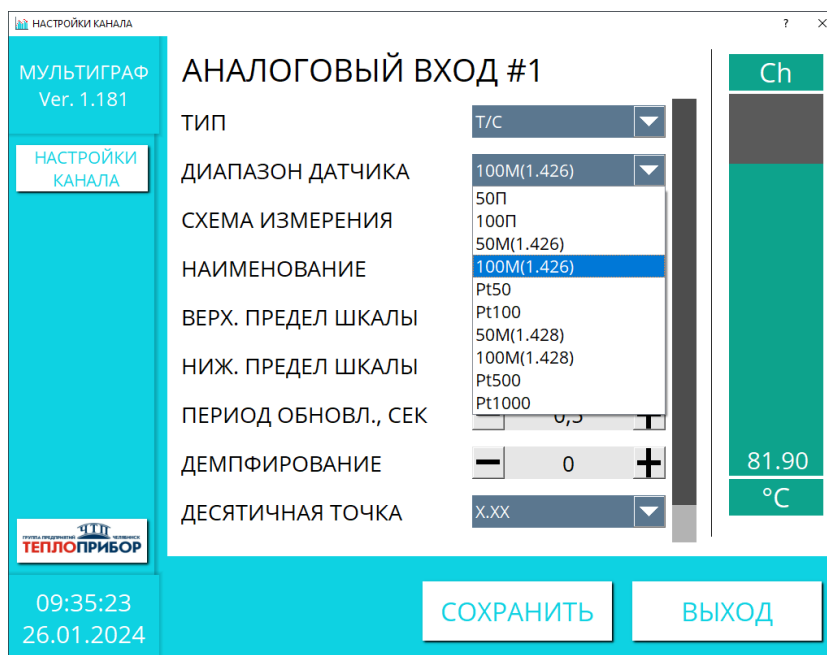 НАСТРОЙКИ КАНАЛА
?
МУЛЬТИГРАФ
Ver. 1.181
НАСТРОЙКИ
КАНАЛА
АНАЛОГОВЫЙ ВХОД #1
ТИП
Т/С
ДИАПАЗОН ДАТЧИКА
100М(1.426)
50П
100П
50М(1.426)
100М(1.426)
Pt50
Pt100
50М(1.428)
100М(1.428)
Pt500
Pt1000
СХЕМА ИЗМЕРЕНИЯ
НАИМЕНОВАНИЕ
ВЕРХ. ПРЕДЕЛ ШКАЛЫ
НИЖ. ПРЕДЕЛ ШКАЛЫ
ПЕРИОД ОБНОВЛ., СЕК
0,5
ДЕМПФИРОВАНИЕ
0
ДЕСЯТИЧНАЯ ТОЧКА
X.XX
Ch
81.90
°C
ТЕПЛОПРИБОР
09:35:23
26.01.2024
СОХРАНИТЬ
ВЫХОД